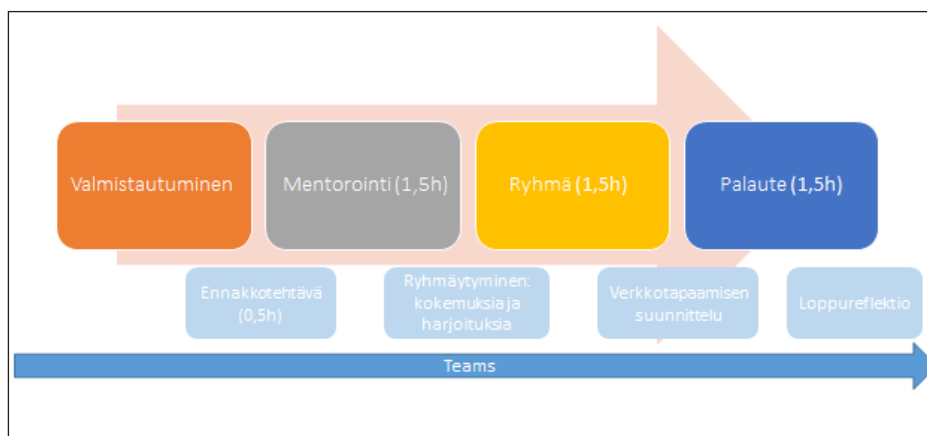 Valmistautuminen
Mentorointi (1,5h)
Ryhmä (1,5h)
Palaute (1,5h)
Ennakkotehtävä
(0,5h)
Ryhmäytyminen:
kokemuksia ja
harjoituksia
Verkkotapaamisen
suunnittelu
Loppureflektio
Teams